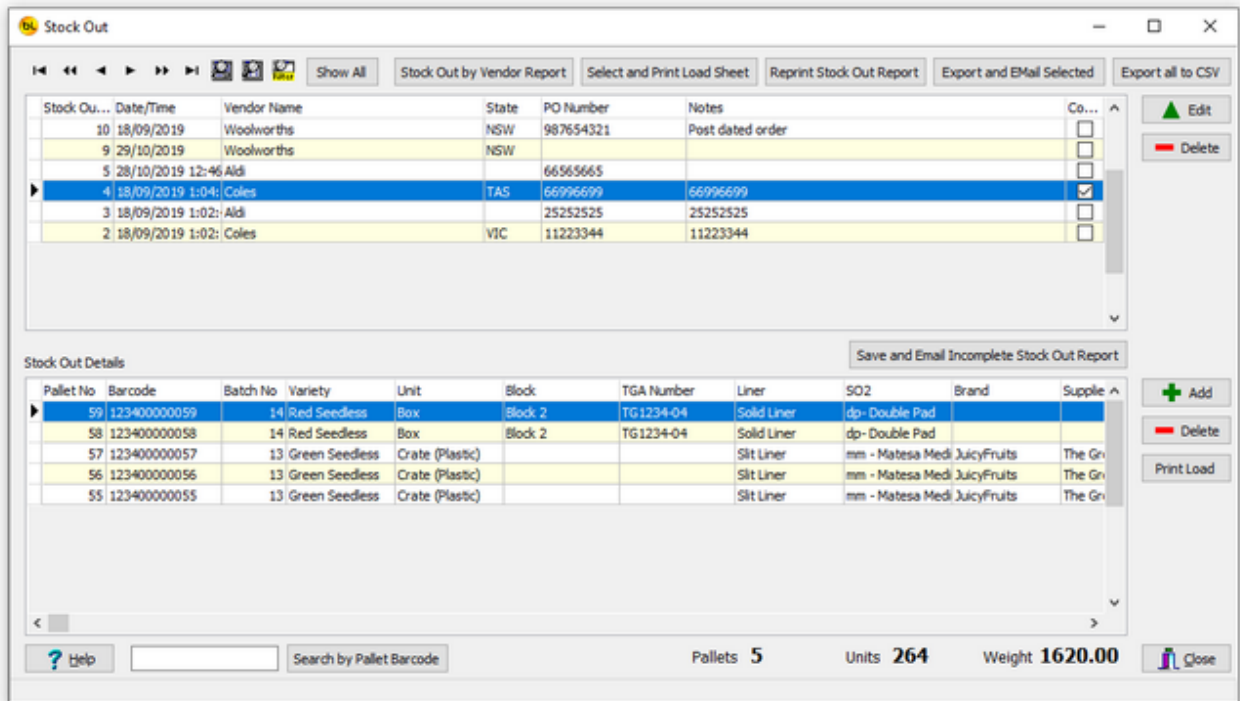 bL Stock Out
Filter Show All Stock Out by Vendor Report Select and Print Load Sheet Reprint Stock Out Report Export and EMail Selected Export all to CSV
Stock Ou... Date/Time Vendor Name State PO Number Notes Co...
10 18/09/2019 Woolworths NSW 987654321 Post dated order
9 29/10/2019 Woolworths NSW
5 28/10/2019 12:46 Aldi 66565665
4 18/09/2019 1:04: Coles TAS 66996699 66996699
3 18/09/2019 1:02: Aldi 25252525 25252525
2 18/09/2019 1:02: Coles VIC 11223344 11223344
Edit
Delete
Save and Email Incomplete Stock Out Report
Stock Out Details
Pallet No Barcode Batch No Variety Unit Block TGA Number Liner SO2 Brand Supplie
59 123400000059 14 Red Seedless Box Block 2 TG1234-04 Solid Liner dp- Double Pad
58 123400000058 14 Red Seedless Box Block 2 TG1234-04 Solid Liner dp- Double Pad
57 123400000057 13 Green Seedless Crate (Plastic) Slit Liner mm - Matesa Medi JuicyFruits The Gr
56 123400000056 13 Green Seedless Crate (Plastic) Slit Liner mm - Matesa Medi JuicyFruits The Gr
55 123400000055 13 Green Seedless Crate (Plastic) Slit Liner mm - Matesa Medi JuicyFruits The Gr
Add
Delete
Print Load
? Help Search by Pallet Barcode Pallets 5 Units 264 Weight 1620.00 Close